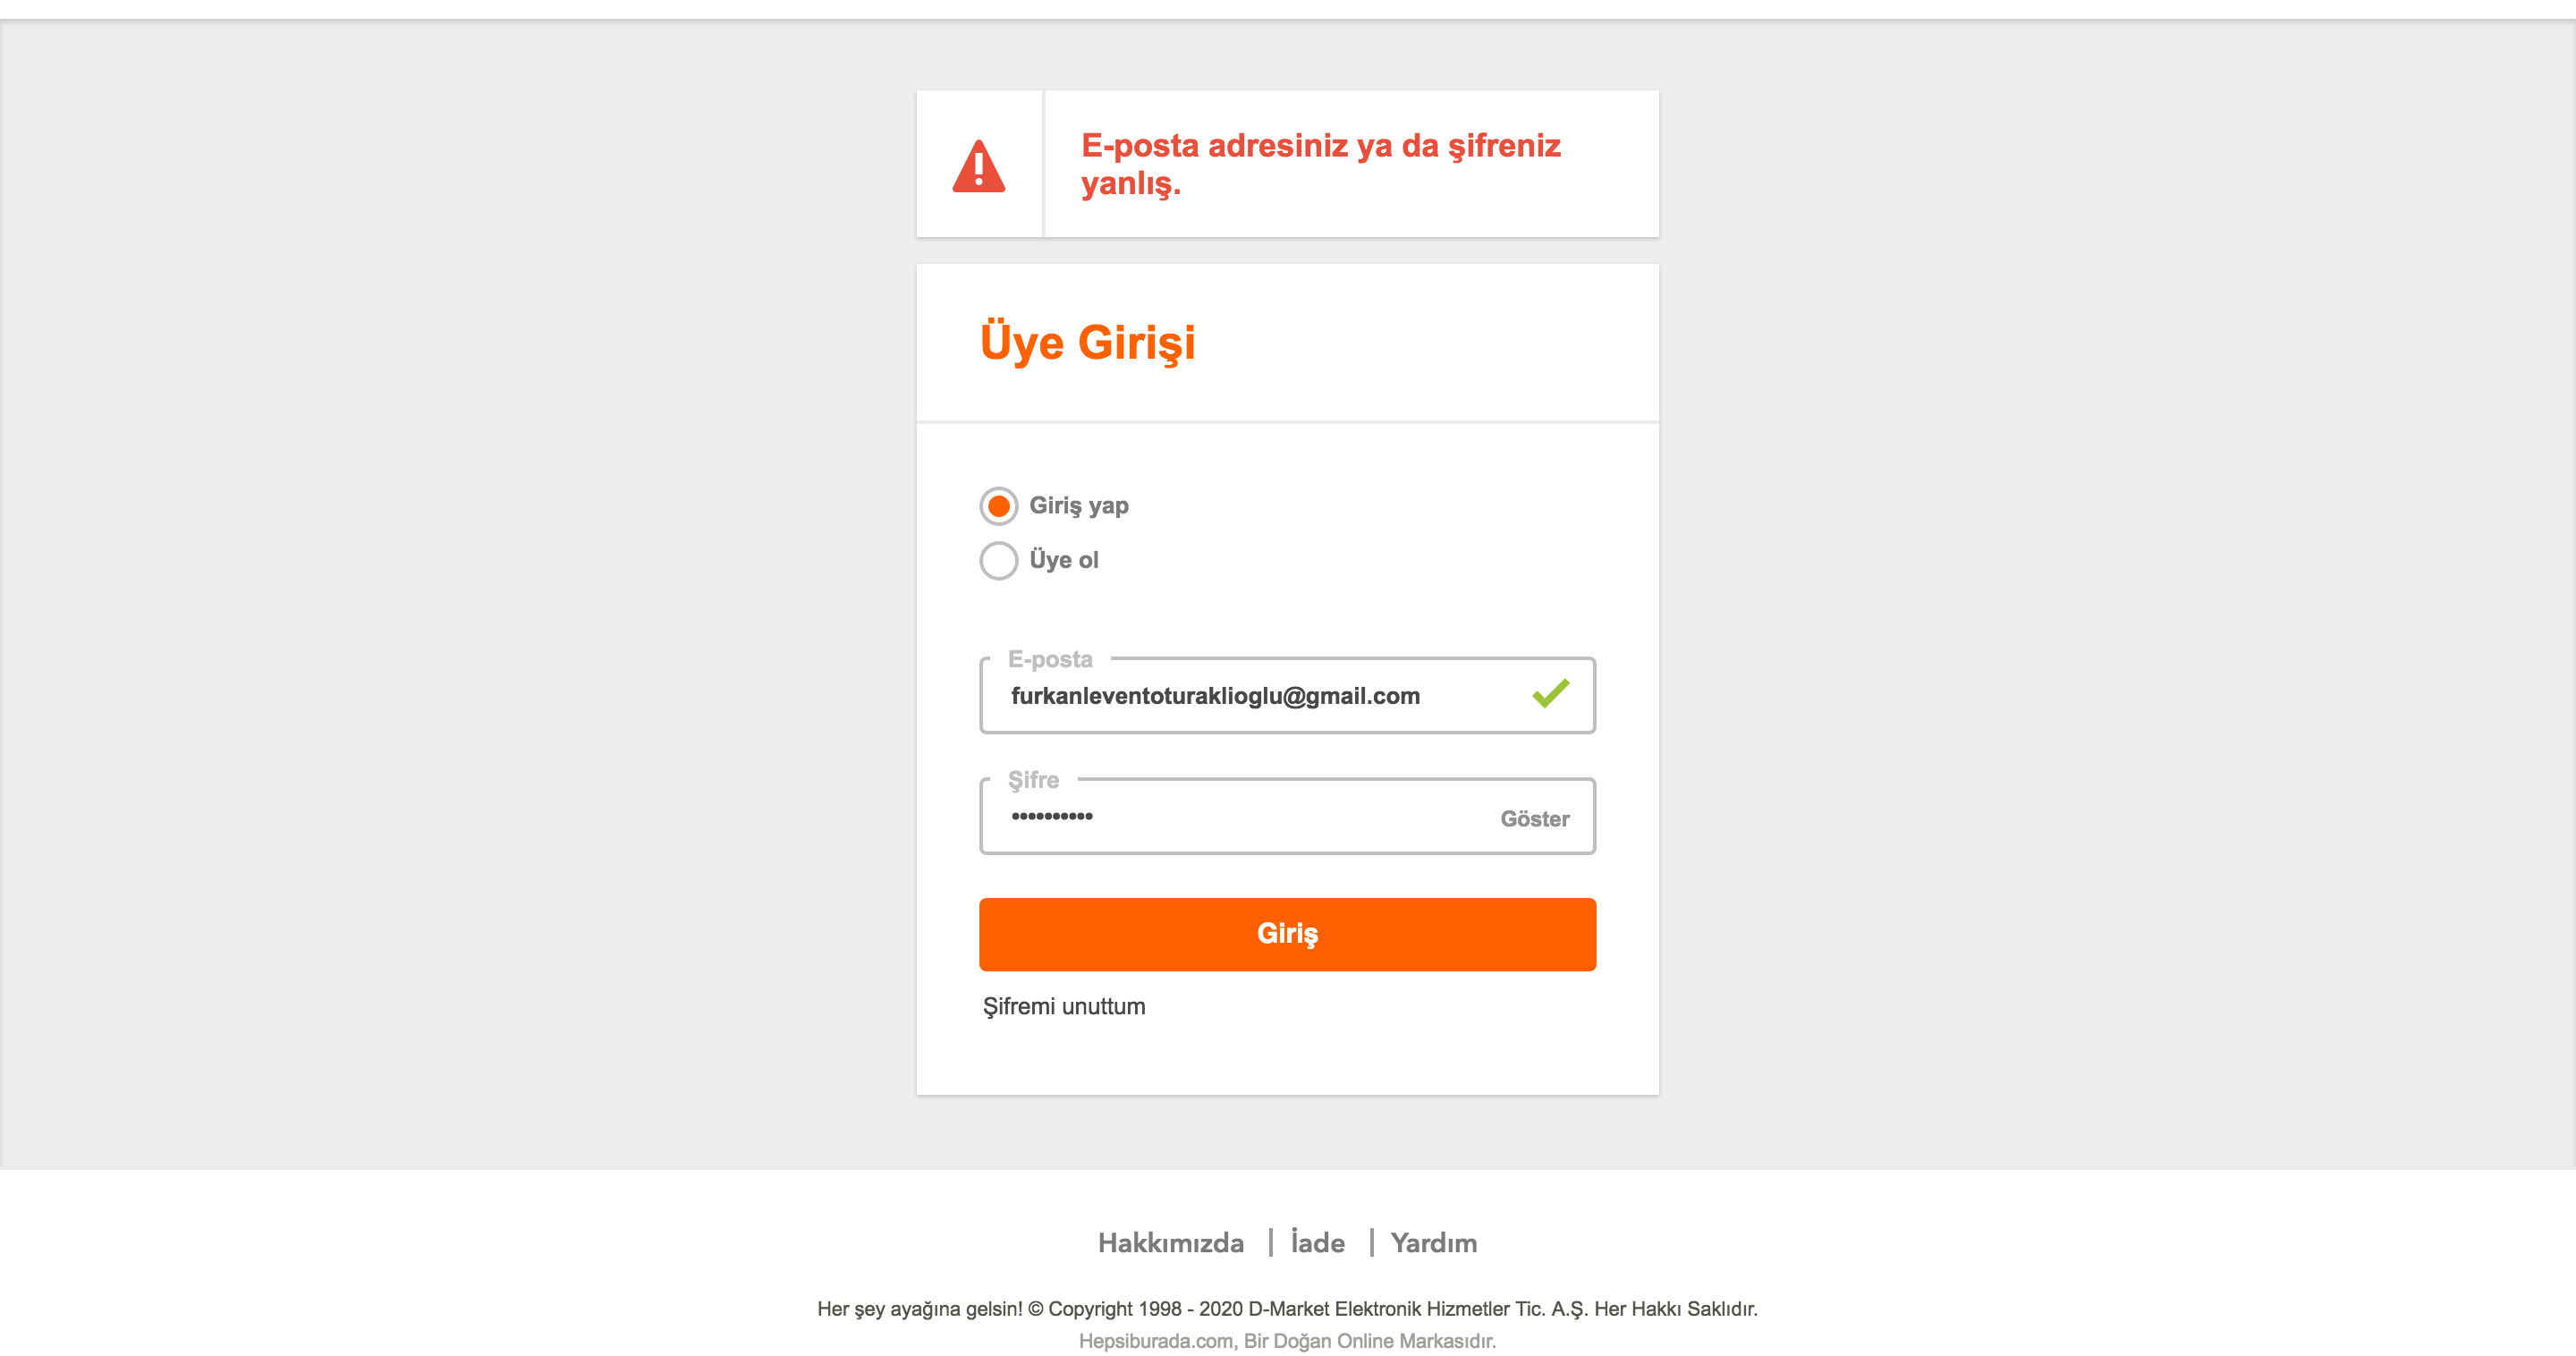 E-posta adresiniz ya da şifreniz
yanlış.
Üye Girişi
Giriş yap
Üye ol
E-posta
furkanleventoturaklioglu@gmail.com
Şifre
••••••••••
Göster
Giriş
Şifremi unuttum
Hakkımızda | İade | Yardım
Her şey ayağına gelsin! © Copyright 1998 - 2020 D-Market Elektronik Hizmetler Tic. A.Ş. Her Hakkı Saklıdır.
Hepsiburada.com, Bir Doğan Online Markasıdır.